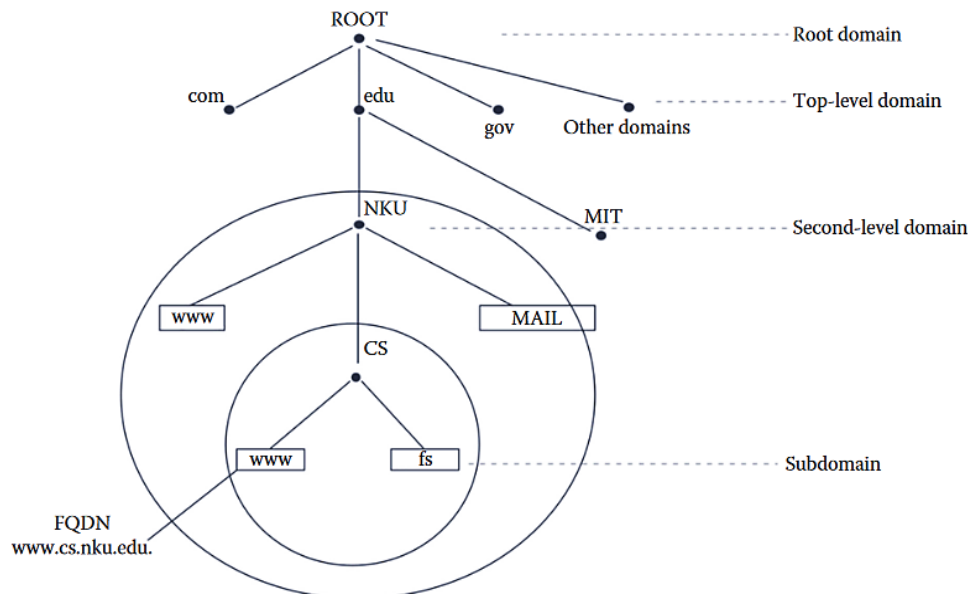 ROOT
Root domain
com
edu
gov
Other domains
Top-level domain
NKU
MIT
Second-level domain
www
MAIL
CS
www
fs
Subdomain
FQDN
www.cs.nku.edu.